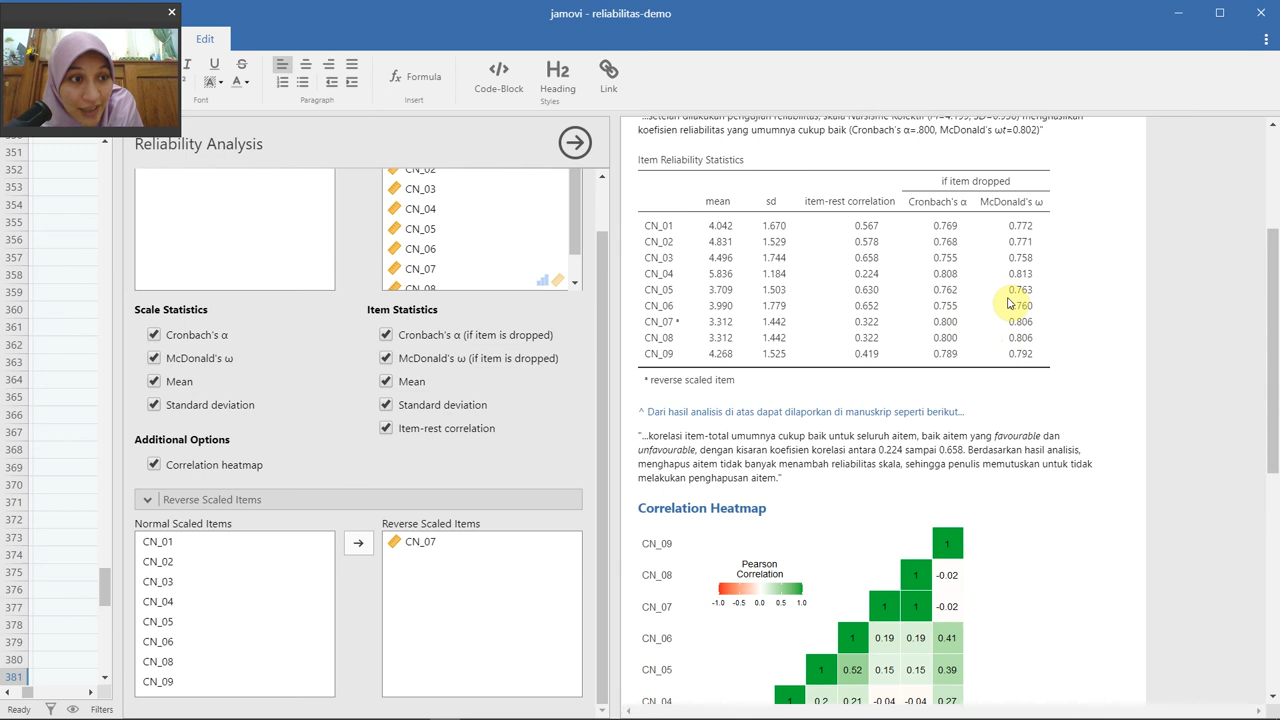 jamovi - reliabilitas-demo
Edit
Formula
Code-Block
Heading
Link
Font
Paragraph
Insert
Styles
Reliability Analysis
CN_03
CN_04
CN_05
CN_06
CN_07
Scale Statistics
Item Statistics
Cronbach's α
Cronbach's α (if item is dropped)
McDonald's ω
McDonald's ω (if item is dropped)
Mean
Mean
Standard deviation
Standard deviation
Item-rest correlation
Additional Options
Correlation heatmap
Reverse Scaled Items
Normal Scaled Items
Reverse Scaled Items
CN_01
CN_07
CN_02
CN_03
CN_04
CN_05
CN_06
CN_08
CN_09
351
352
353
354
355
356
357
358
359
360
361
362
363
364
365
366
367
368
369
370
371
372
373
374
375
376
377
378
379
380
381
Ready
Filters
koefisien reliabilitas yang umumnya cukup baik (Cronbach's α=.800, McDonald's ωt=0.802)"
Item Reliability Statistics
if item dropped
mean sd item-rest correlation Cronbach's α McDonald's ω
CN_01 4.042 1.670 0.567 0.769 0.772
CN_02 4.831 1.529 0.578 0.768 0.771
CN_03 4.496 1.744 0.658 0.755 0.758
CN_04 5.836 1.184 0.224 0.808 0.813
CN_05 3.709 1.503 0.630 0.762 0.763
CN_06 3.990 1.779 0.652 0.755 0.760
CN_07 * 3.312 1.442 0.322 0.800 0.806
CN_08 3.312 1.442 0.322 0.800 0.806
CN_09 4.268 1.525 0.419 0.789 0.792
* reverse scaled item
^ Dari hasil analisis di atas dapat dilaporkan di manuskrip seperti berikut...
"...korelasi item-total umumnya cukup baik untuk seluruh aitem, baik aitem yang favourable dan
unfavourable, dengan kisaran koefisien korelasi antara 0.224 sampai 0.658. Berdasarkan hasil analisis,
menghapus aitem tidak banyak menambah reliabilitas skala, sehingga penulis memutuskan untuk tidak
melakukan penghapusan aitem."
Correlation Heatmap
CN_09 1
Pearson
Correlation
-1.0 -0.5 0.0 0.5 1.0
CN_08 1 -0.02
CN_07 1 1 -0.02
CN_06 1 0.19 0.19 0.41
CN_05 1 0.52 0.15 0.15 0.39
CN_04 1 0.2 0.21 -0.04 -0.04 0.27